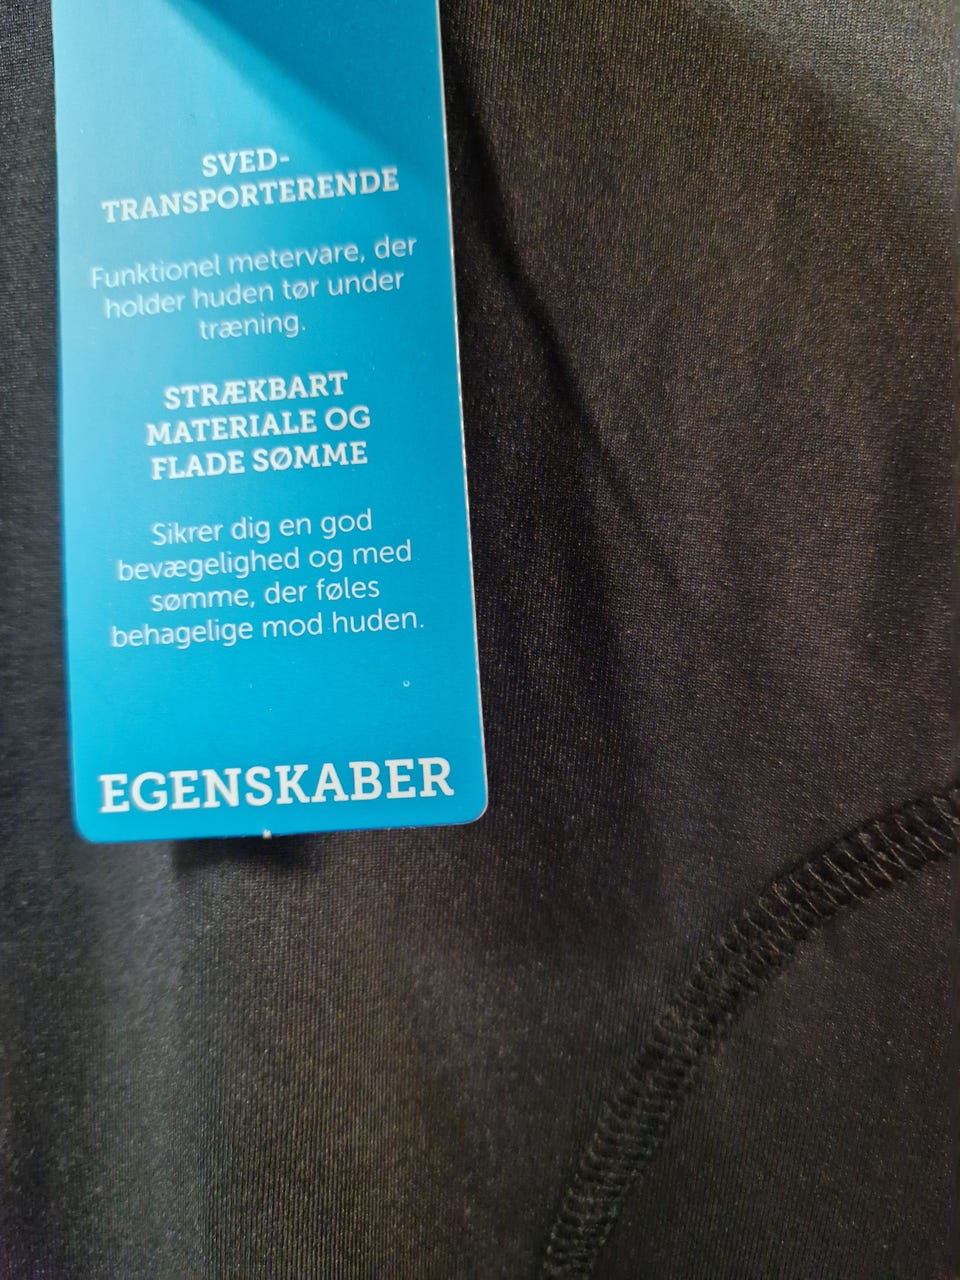 SVED-
TRANSPORTERENDE
Funktionel metervare, der
holder huden tør under
træning.
STRÆKBART
MATERIALE OG
FLADE SØMME
Sikrer dig en god
bevægelighed og med
sømme, der føles
behagelige mod huden.
EGENSKABER